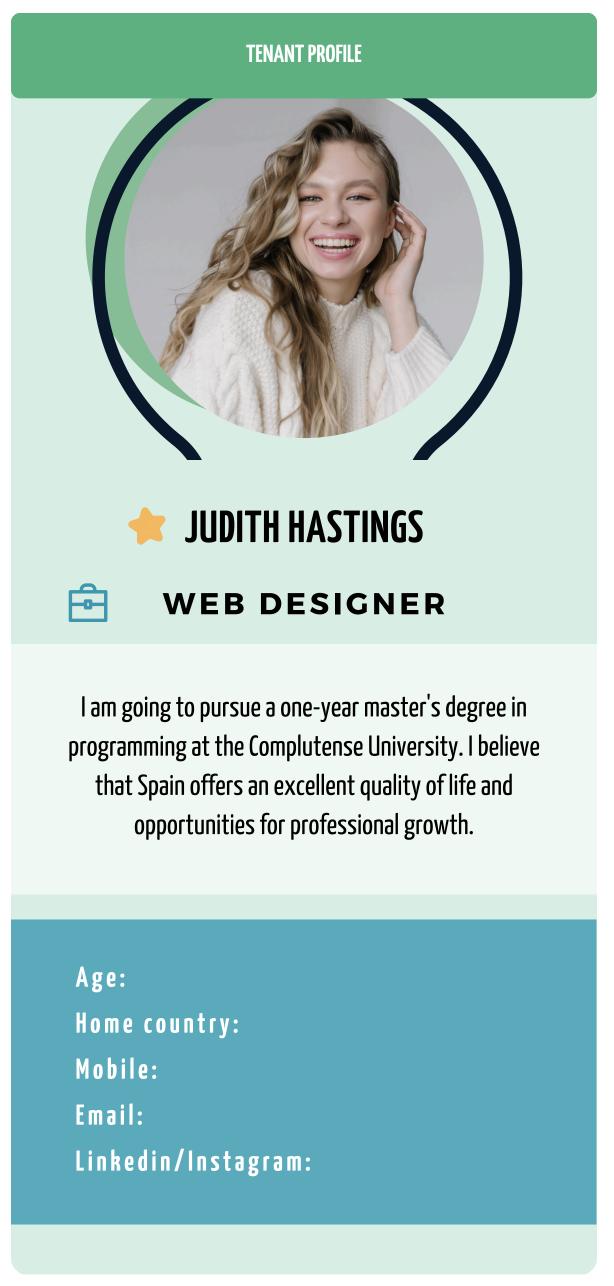 TENANT PROFILE
JUDITH HASTINGS
WEB DESIGNER
I am going to pursue a one-year master's degree in
programming at the Complutense University. I believe
that Spain offers an excellent quality of life and
opportunities for professional growth.
Age:
Home country:
Mobile:
Email:
Linkedin/Instagram: